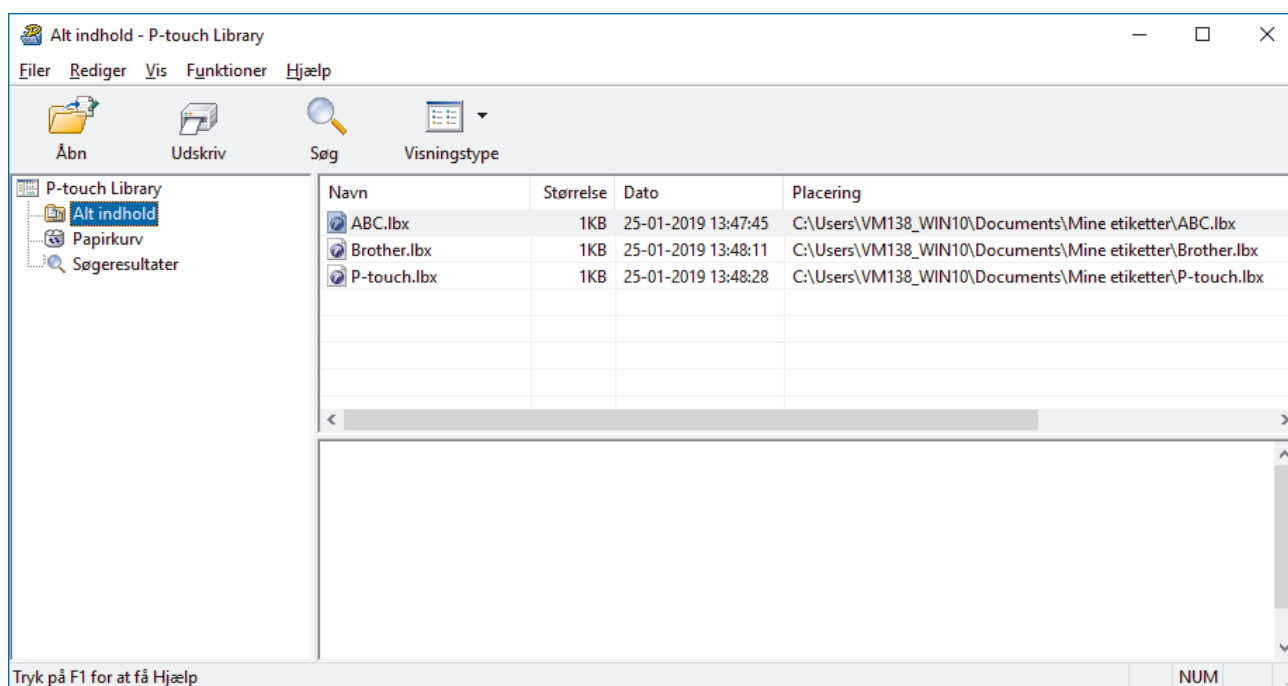 Alt indhold - P-touch Library
Filer Rediger Vis Funktioner Hjælp
Åbn Udskriv Søg Visningstype
P-touch Library
Alt indhold
Papirkurv
Søgeresultater
Navn Størrelse Dato Placering
ABC.lbx 1KB 25-01-2019 13:47:45 C:\Users\VM138_WIN10\Documents\Mine etiketter\ABC.lbx
Brother.lbx 1KB 25-01-2019 13:48:11 C:\Users\VM138_WIN10\Documents\Mine etiketter\Brother.lbx
P-touch.lbx 1KB 25-01-2019 13:48:28 C:\Users\VM138_WIN10\Documents\Mine etiketter\P-touch.lbx
Tryk på F1 for at få Hjælp NUM